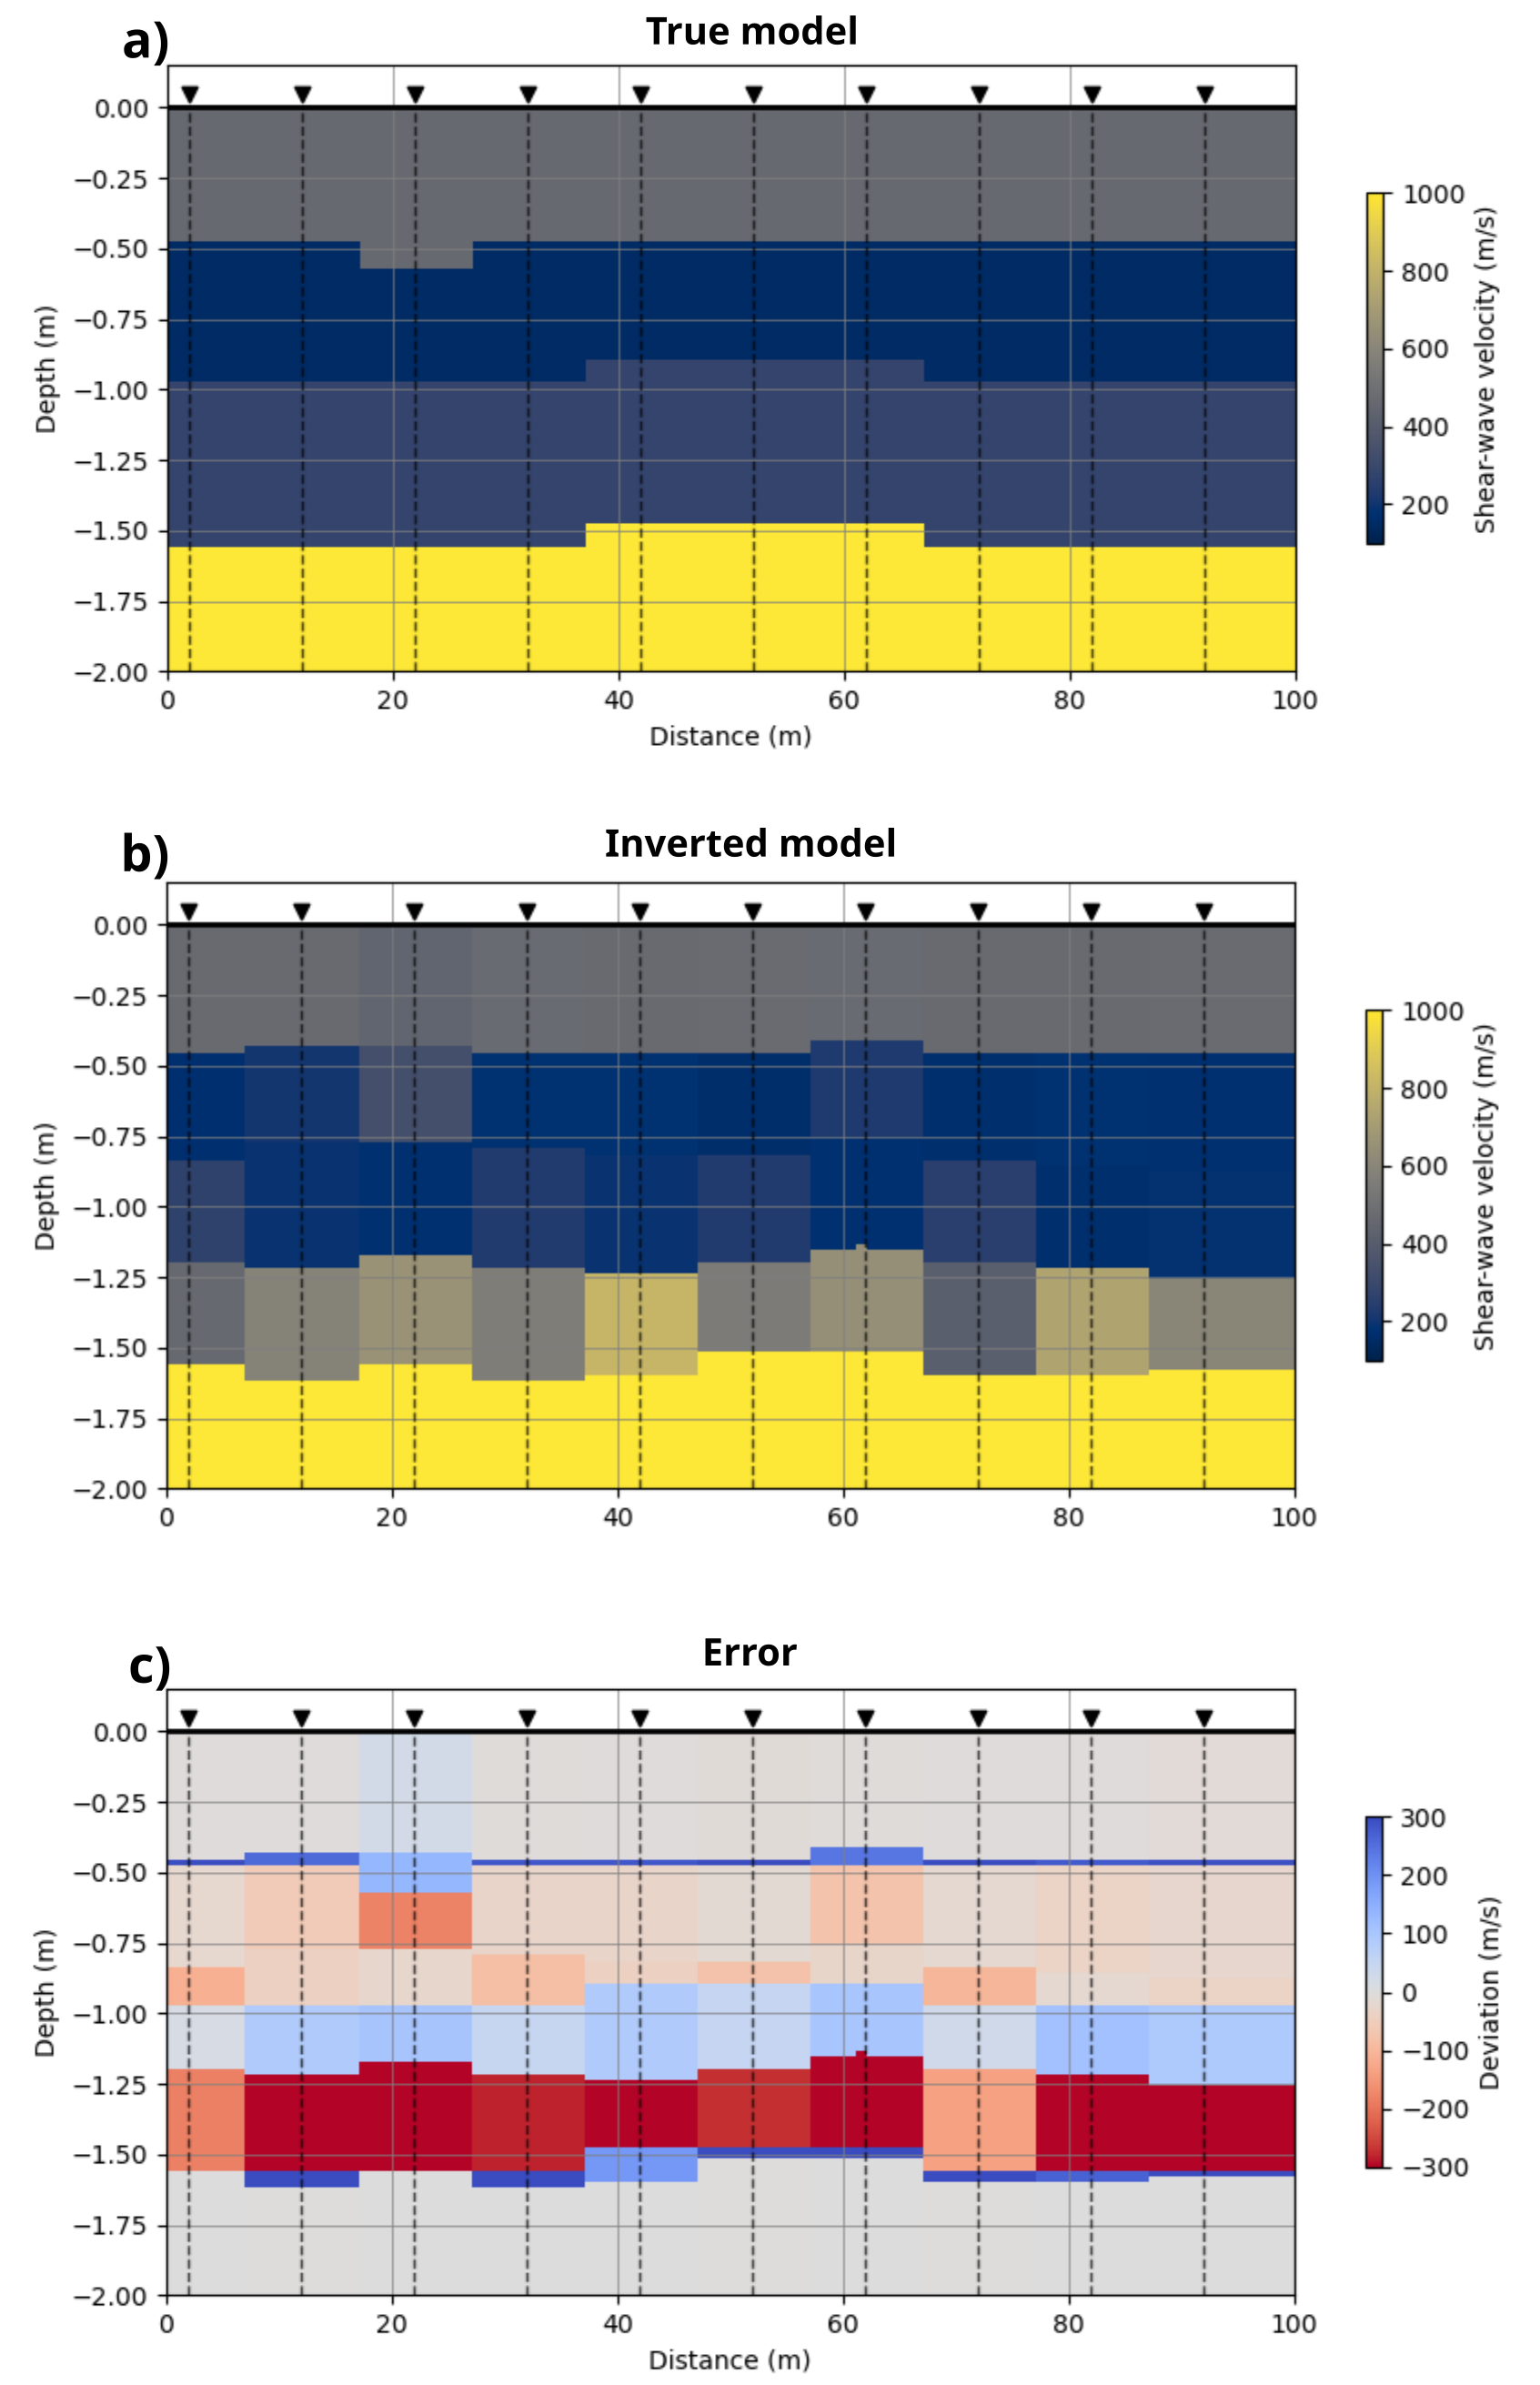 a)
True model
0.00
−0.25
−0.50
−0.75
−1.00
−1.25
−1.50
−1.75
−2.00
Depth (m)
0 20 40 60 80 100
Distance (m)
1000
800
600
400
200
Shear-wave velocity (m/s)
b)
Inverted model
0.00
−0.25
−0.50
−0.75
−1.00
−1.25
−1.50
−1.75
−2.00
Depth (m)
0 20 40 60 80 100
1000
800
600
400
200
Shear-wave velocity (m/s)
c)
Error
0.00
−0.25
−0.50
−0.75
−1.00
−1.25
−1.50
−1.75
−2.00
Depth (m)
0 20 40 60 80 100
Distance (m)
300
200
100
0
−100
−200
−300
Deviation (m/s)